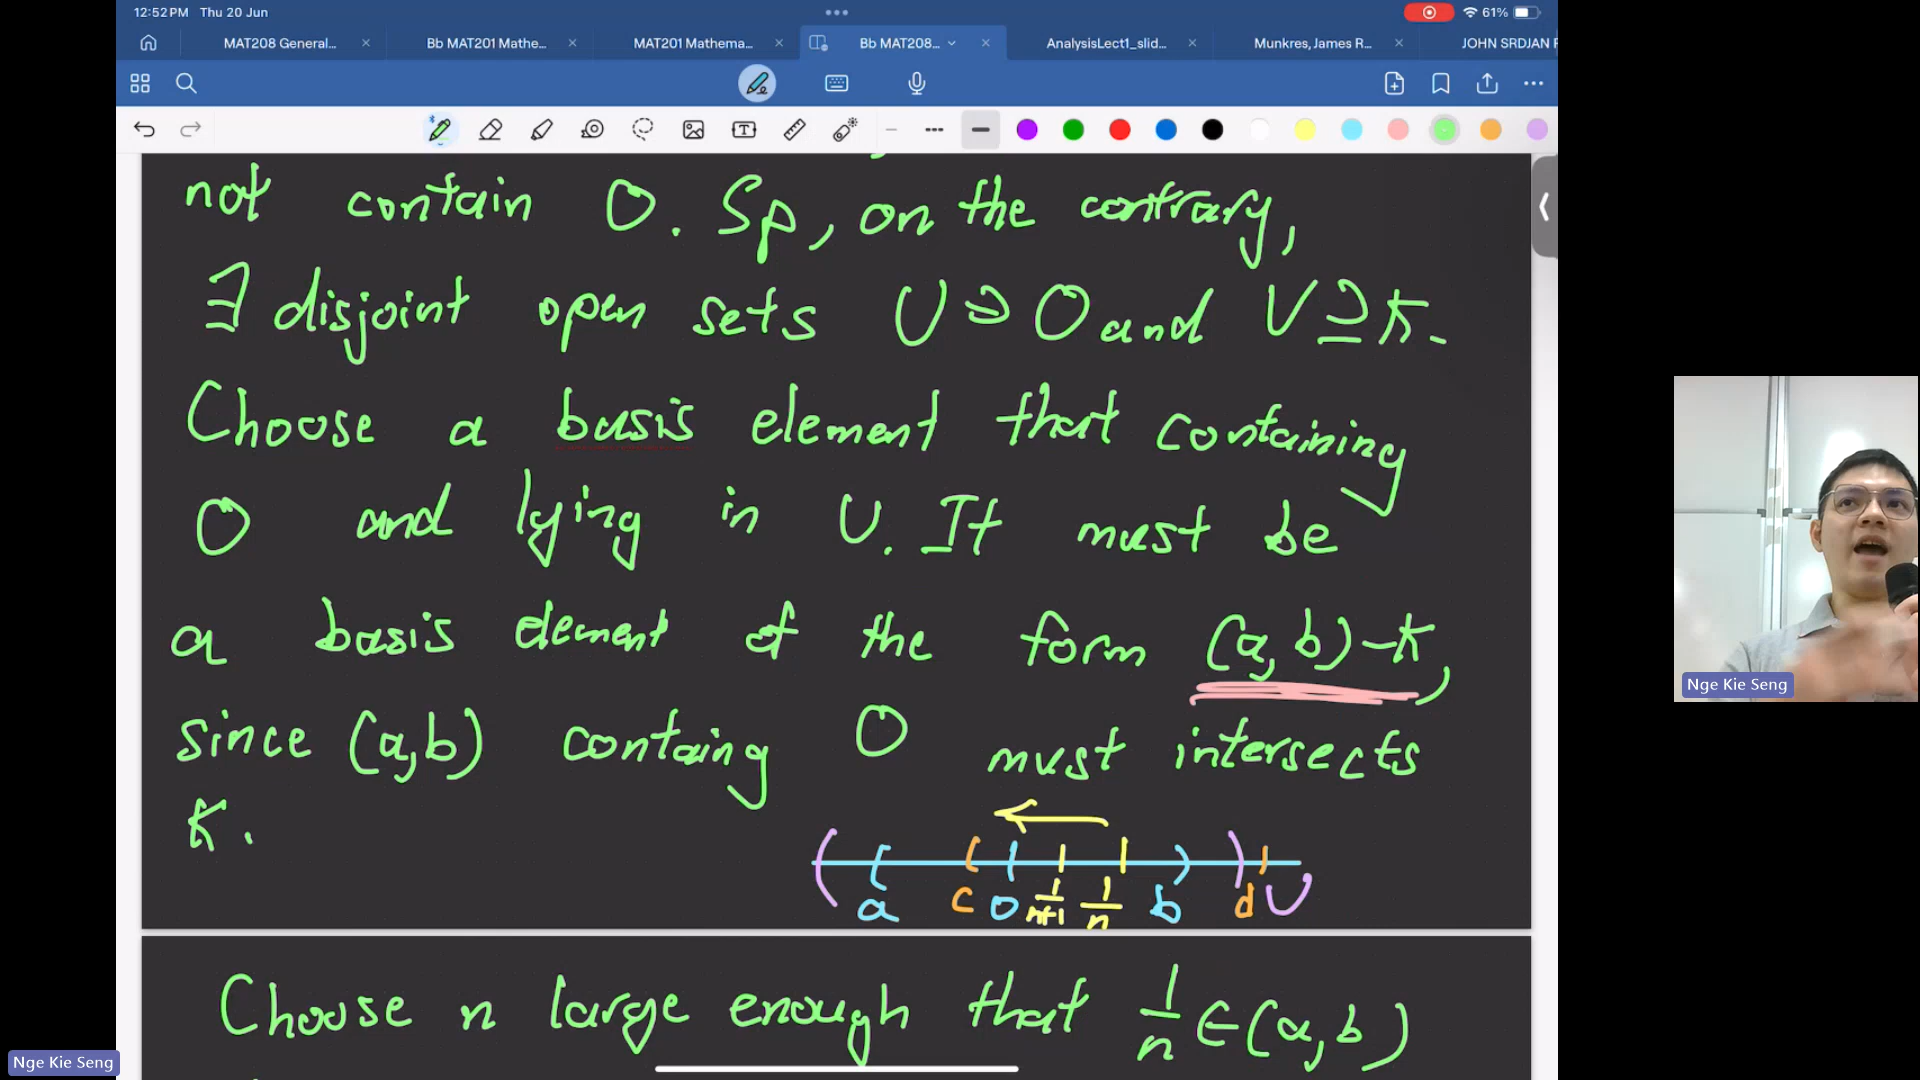 12:52 PM Thu 20 Jun
61%
MAT208 General...
Bb MAT201 Mathe...
MAT201 Mathema...
Bb MAT208...
AnalysisLect1_slid...
Munkres, James R...
JOHN SRDJAN P
not contain 0. Sp, on the contrary,
∃ disjoint open sets U ∋ 0 and V ⊇ K.
Choose a basis element that containing
0 and lying in U. It must be
a basis element of the form (a, b) - K,
since (a,b) containg 0 must intersects
K.
a c 0 1/n+1 1/n b d U
Choose n large enough that 1/n ∈ (a, b)
Nge Kie Seng
Nge Kie Seng